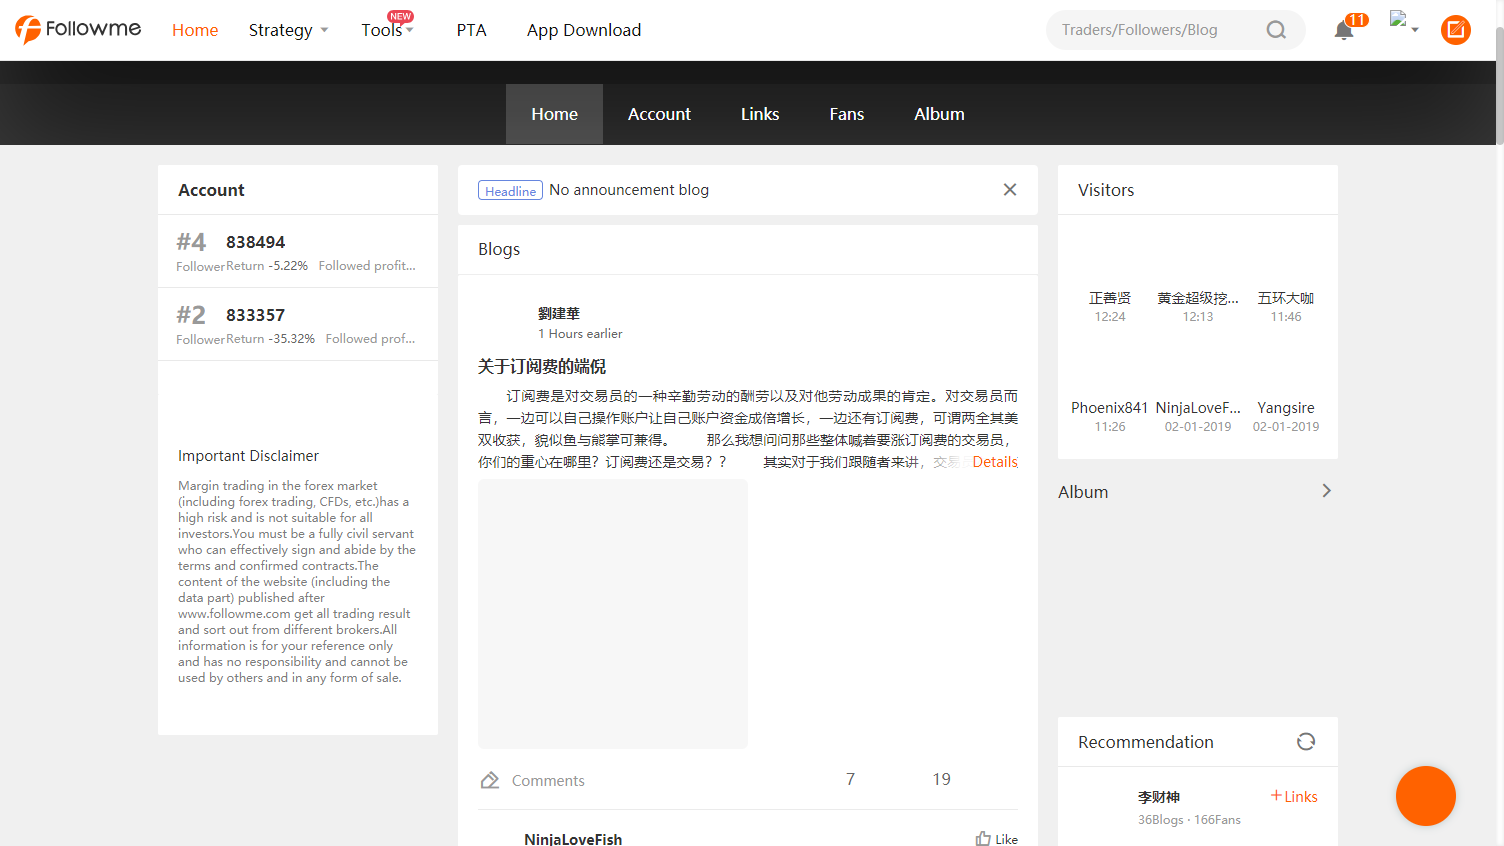 Followme
Home
Strategy
Tools
NEW
PTA
App Download
Traders/Followers/Blog
11
Home
Account
Links
Fans
Album
Account
#4
838494
Follower
Return -5.22%
Followed profit...
#2
833357
Follower
Return -35.32%
Followed prof...
Important Disclaimer
Margin trading in the forex market
(including forex trading, CFDs, etc.)has a
high risk and is not suitable for all
investors.You must be a fully civil servant
who can effectively sign and abide by the
terms and confirmed contracts.The
content of the website (including the
data part) published after
www.followme.com get all trading result
and sort out from different brokers.All
information is for your reference only
and has no responsibility and cannot be
used by others and in any form of sale.
Headline
No announcement blog
Blogs
劉建華
1 Hours earlier
关于订阅费的端倪
订阅费是对交易员的一种辛勤劳动的酬劳以及对他劳动成果的肯定。对交易员而
言，一边可以自己操作账户让自己账户资金成倍增长，一边还有订阅费，可谓两全其美
双收获，貌似鱼与熊掌可兼得。 那么我想问问那些整体喊着要涨订阅费的交易员，
你们的重心在哪里？订阅费还是交易？？ 其实对于我们跟随者来讲，交易 Details
Comments
7
19
NinjaLoveFish
Like
Visitors
正善贤
黄金超级挖...
五环大咖
12:24
12:13
11:46
Phoenix841
NinjaLoveF...
Yangsire
11:26
02-01-2019
02-01-2019
Album
Recommendation
李财神
+Links
36Blogs · 166Fans